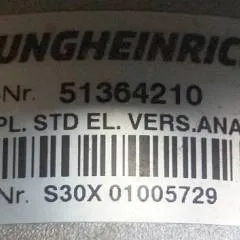 UNGHEINRIC
Nr. 51364210
PL. STD EL. VERS.ANA
Nr. S30X 01005729